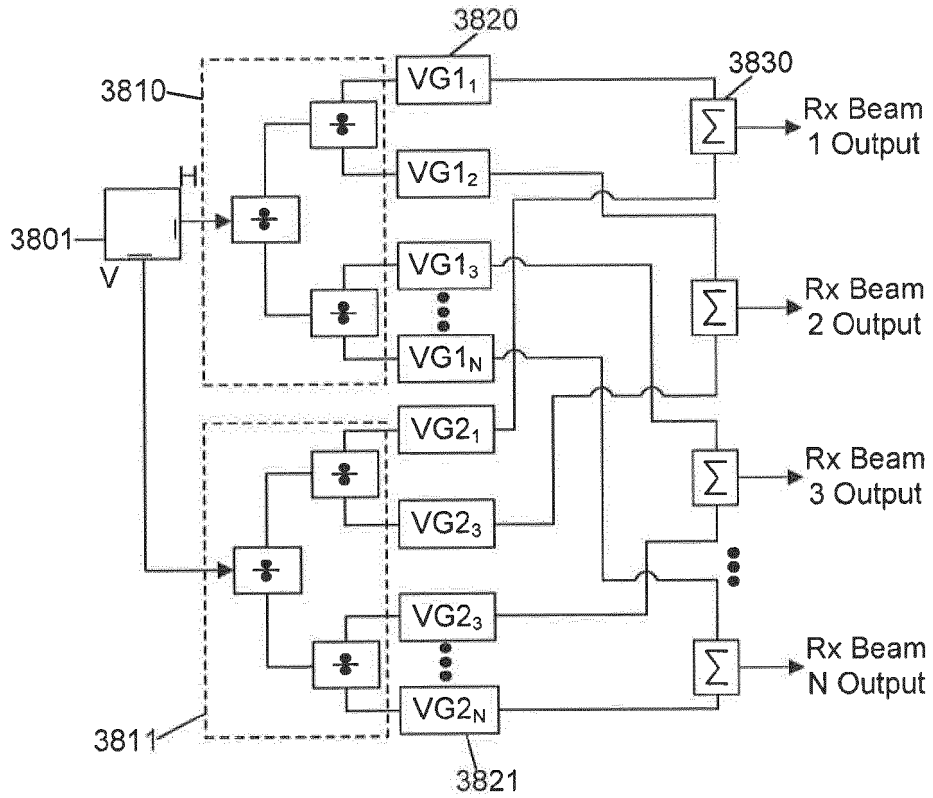 3820
3810
VG1₁
3830
÷
Σ
Rx Beam
1 Output
VG1₂
H
÷
3801
V
VG1₃
Σ
Rx Beam
2 Output
÷
VG1N
VG2₁
÷
Σ
Rx Beam
3 Output
VG2₃
÷
VG2₃
÷
Σ
Rx Beam
N Output
VG2N
3811
3821